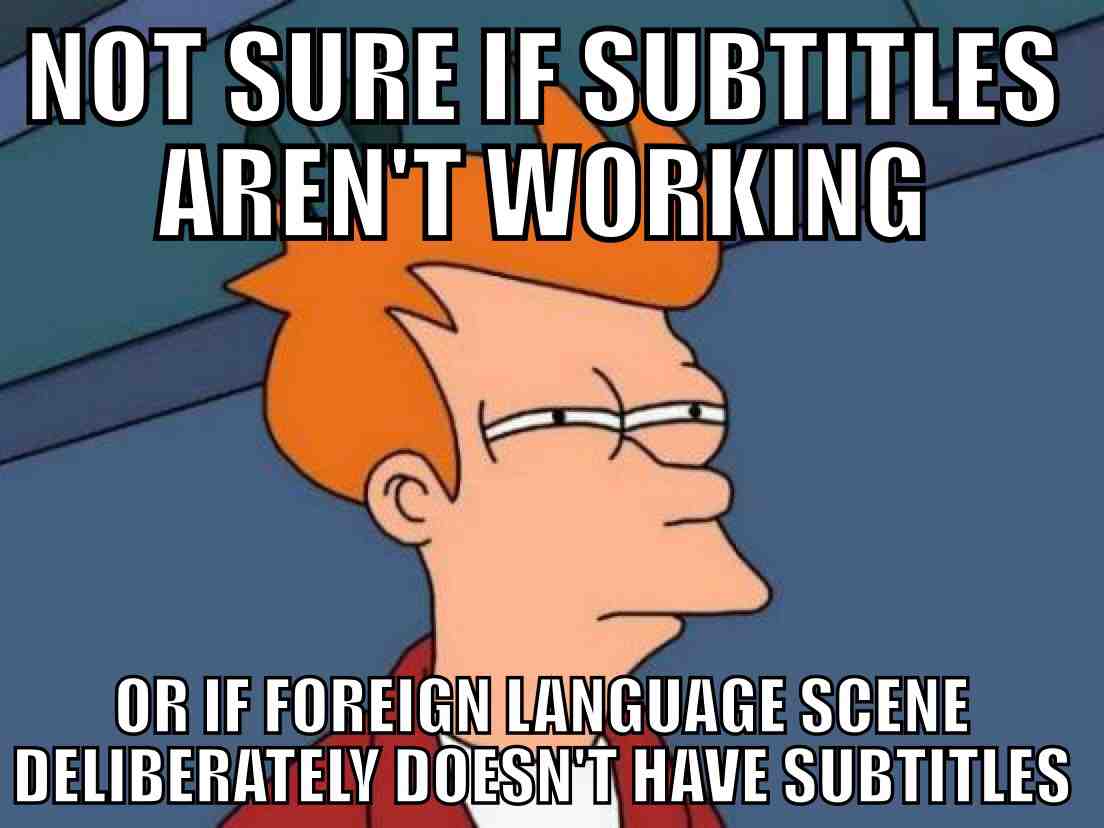 NOT SURE IF SUBTITLES
AREN'T WORKING
OR IF FOREIGN LANGUAGE SCENE
DELIBERATELY DOESN'T HAVE SUBTITLES